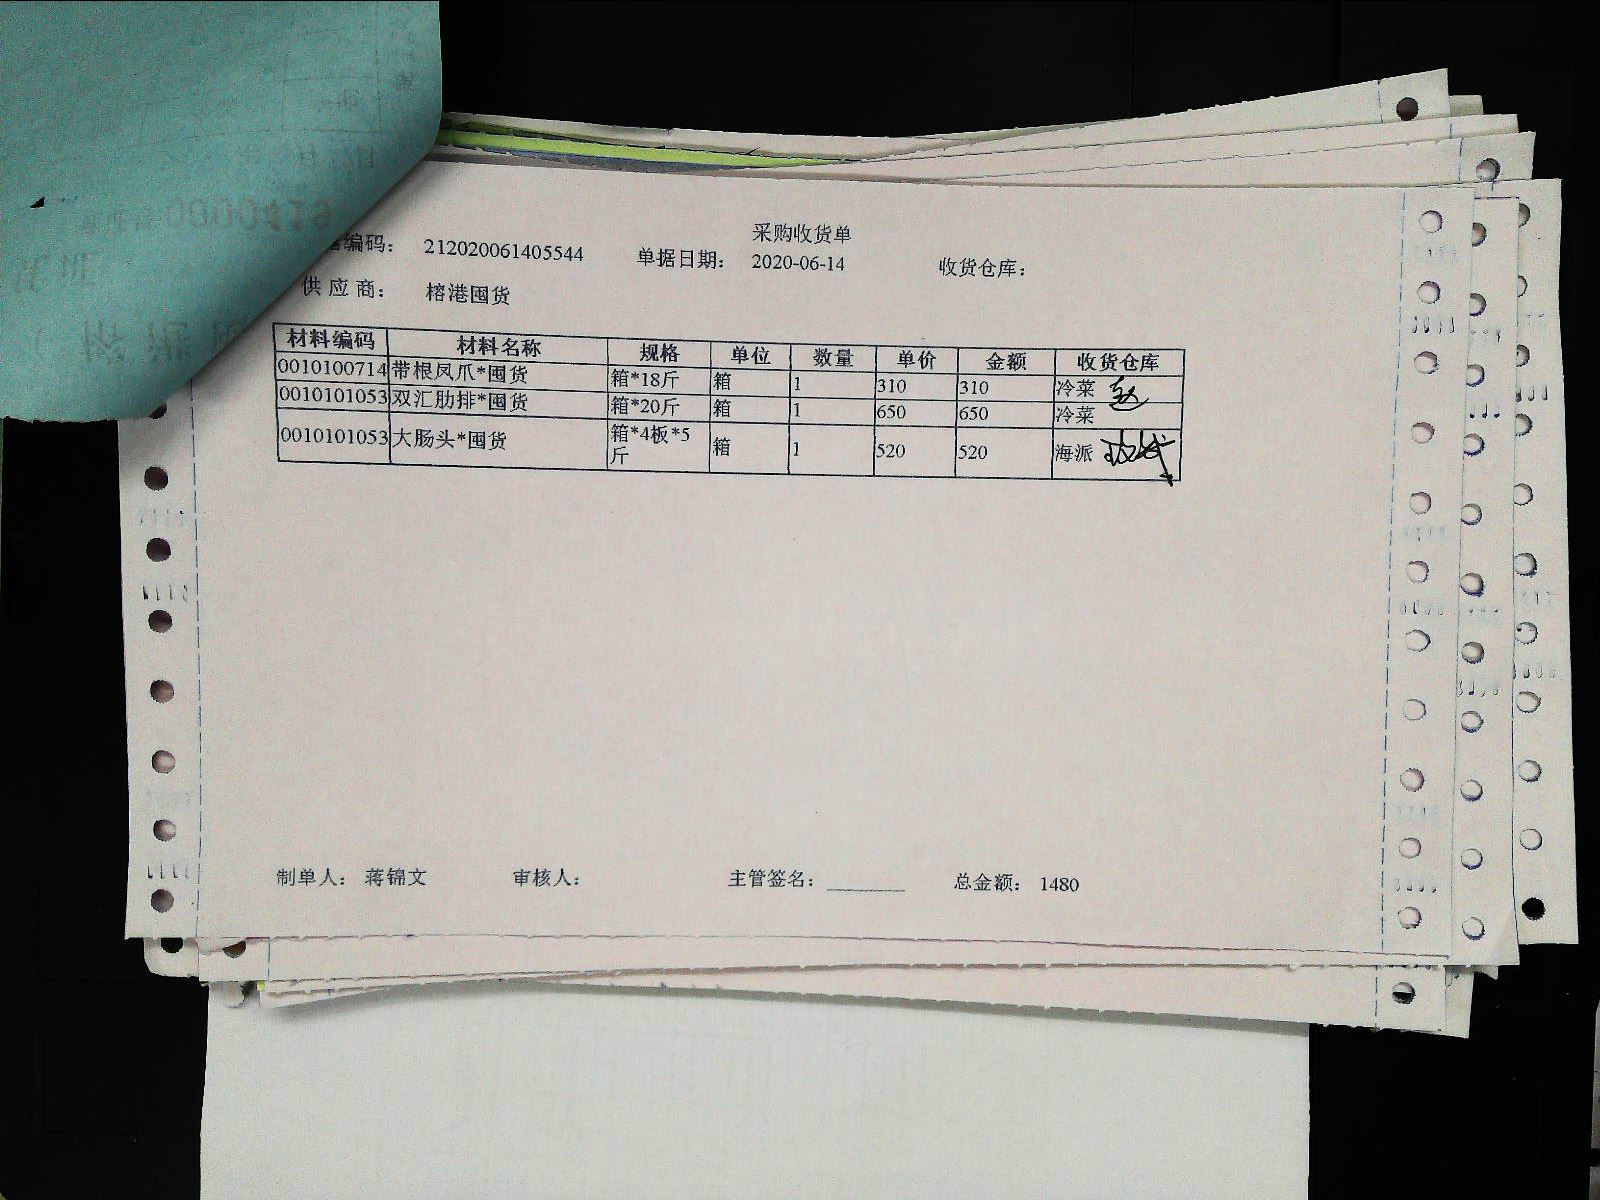 采购收货单
编码: 212020061405544 单据日期: 2020-06-14 收货仓库:
供应商: 榕港囤货
材料编码 材料名称 规格 单位 数量 单价 金额 收货仓库
0010100714 带根凤爪*囤货 箱*18斤 箱 1 310 310 冷菜
0010101053 双汇肋排*囤货 箱*20斤 箱 1 650 650 冷菜
0010101053 大肠头*囤货 箱*4板*5斤 箱 1 520 520 海派
制单人: 蒋锦文 审核人: 主管签名: 总金额: 1480